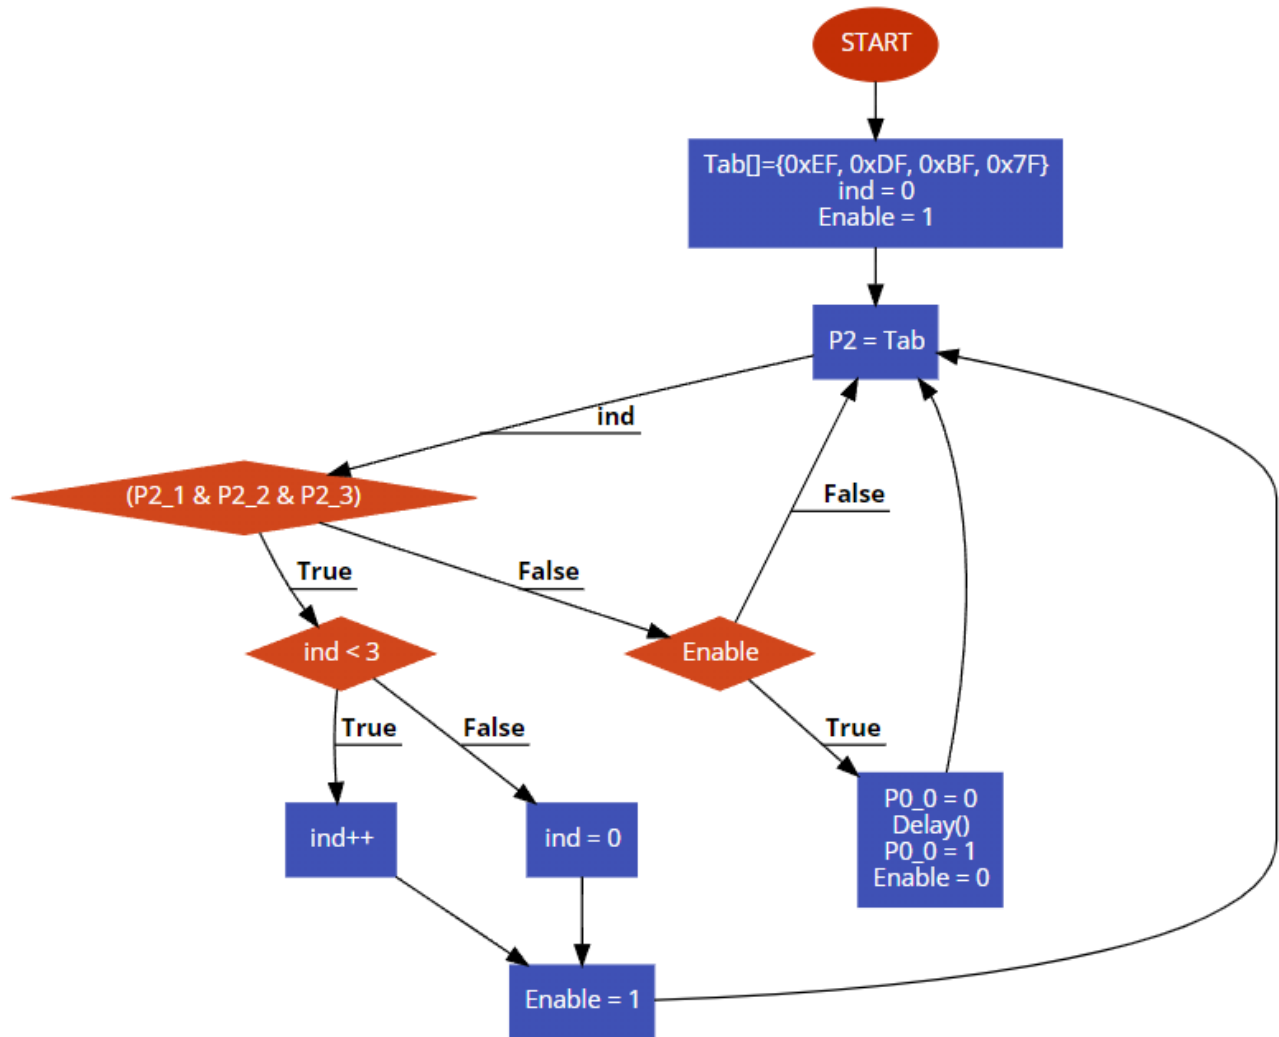 START
Tab[]={0xEF, 0xDF, 0xBF, 0x7F}
ind = 0
Enable = 1
P2 = Tab
ind
(P2_1 & P2_2 & P2_3)
False
True
False
ind < 3
Enable
True
False
True
ind++
ind = 0
P0_0 = 0
Delay()
P0_0 = 1
Enable = 0
Enable = 1